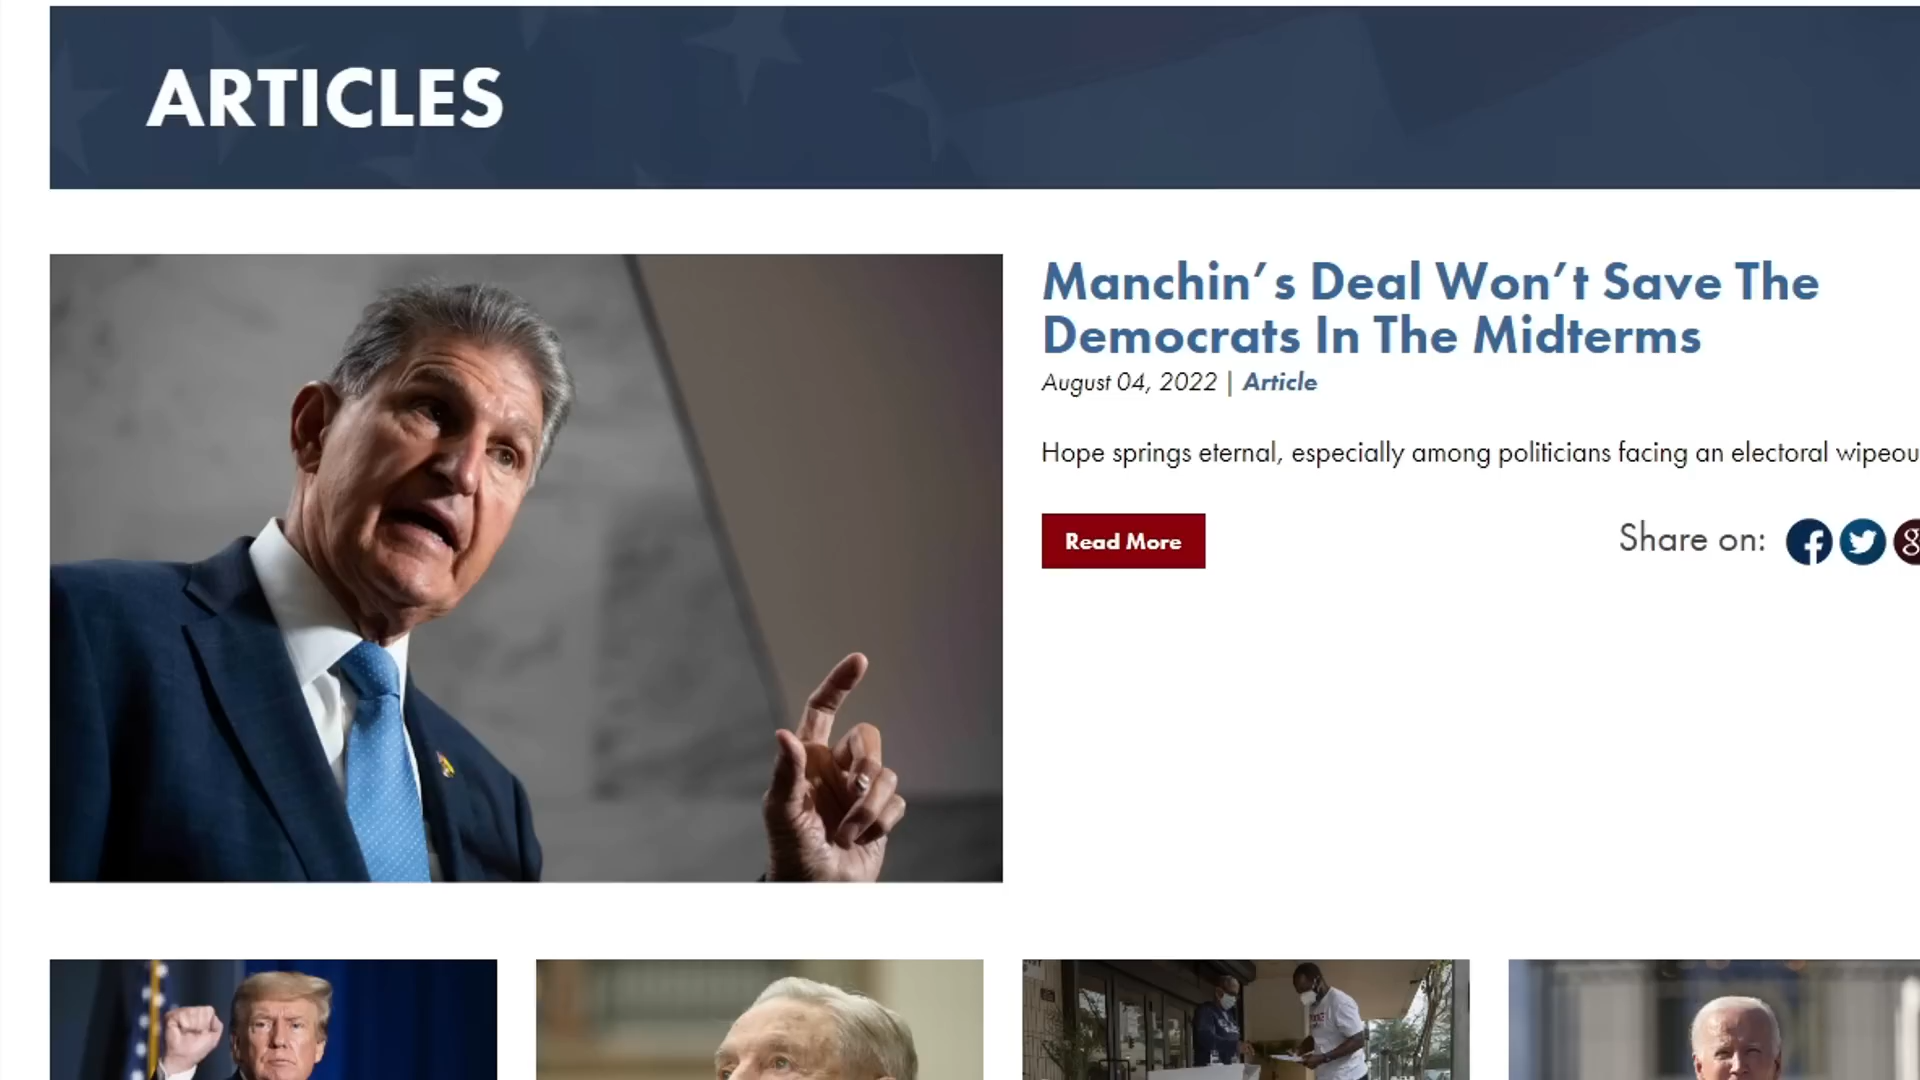 ARTICLES
Manchin's Deal Won't Save The
Democrats In The Midterms
August 04, 2022 | Article
Hope springs eternal, especially among politicians facing an electoral wipeou
Read More
Share on: